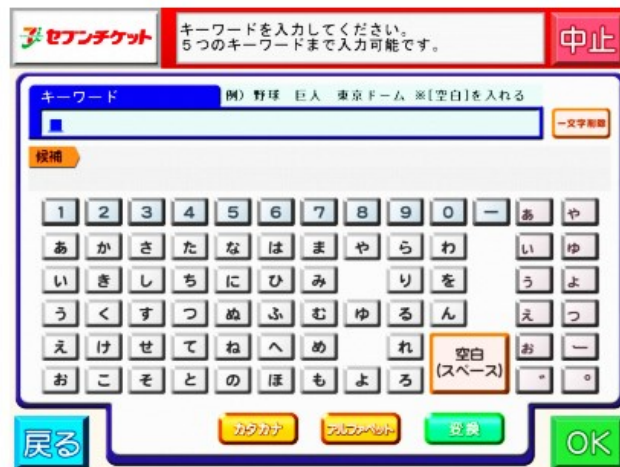 セブンチケット
キーワードを入力してください。
5つのキーワードまで入力可能です。
中止
キーワード
例) 野球 巨人 東京ドーム ※[空白]を入れる
一文字削除
候補
1 2 3 4 5 6 7 8 9 0 ー ぁ ゃ
あ か さ た な は ま や ら わ ぃ ゅ
い き し ち に ひ み り を ぅ ょ
う く す つ ぬ ふ む ゆ る ん ぇ っ
え け せ て ね へ め れ ぉ ー
空白
(スペース)
お こ そ と の ほ も よ ろ ゛ ゜
カタカナ アルファベット 変換
戻る
OK